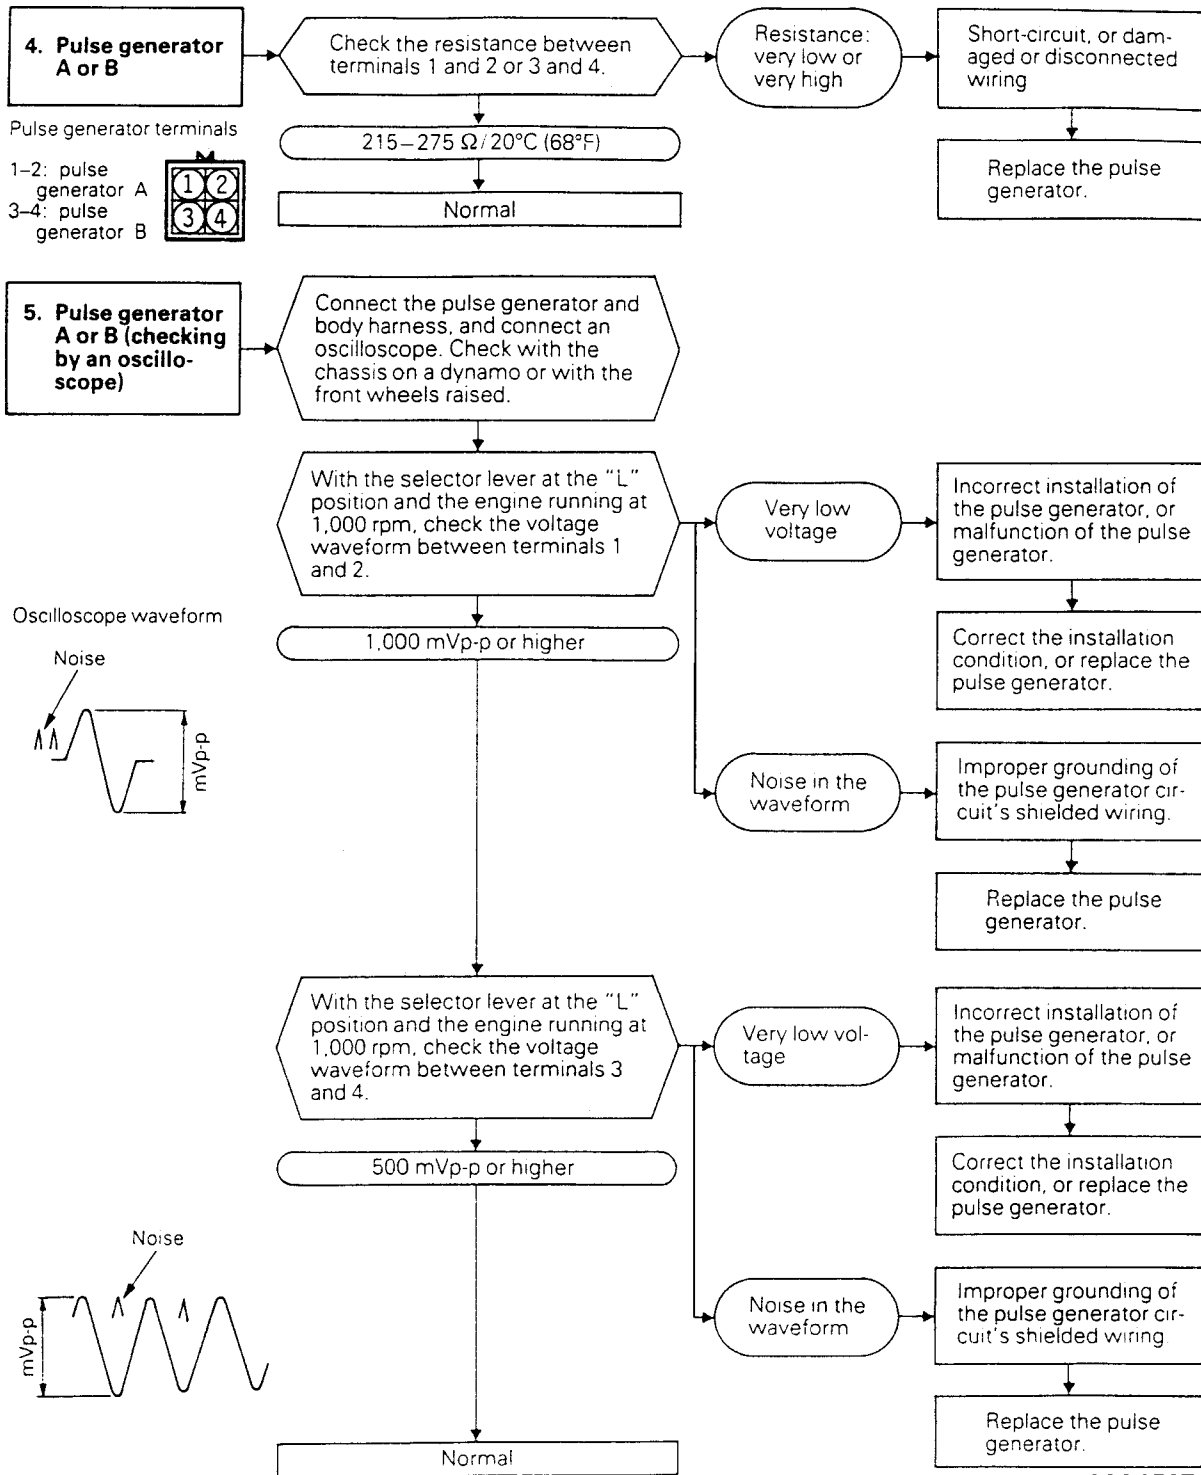 4. Pulse generator
A or B
Check the resistance between
terminals 1 and 2 or 3 and 4.
Resistance:
very low or
very high
Short-circuit, or dam-
aged or disconnected
wiring
Pulse generator terminals
1–2: pulse
generator A
3–4: pulse
generator B
1 2
3 4
215–275 Ω/20°C (68°F)
Normal
Replace the pulse
generator.
5. Pulse generator
A or B (checking
by an oscillo-
scope)
Connect the pulse generator and
body harness, and connect an
oscilloscope. Check with the
chassis on a dynamo or with the
front wheels raised.
With the selector lever at the "L"
position and the engine running at
1,000 rpm, check the voltage
waveform between terminals 1
and 2.
Very low
voltage
Incorrect installation of
the pulse generator, or
malfunction of the pulse
generator.
Oscilloscope waveform
Noise
mVp-p
1,000 mVp-p or higher
Correct the installation
condition, or replace the
pulse generator.
Noise in the
waveform
Improper grounding of
the pulse generator cir-
cuit's shielded wiring.
Replace the pulse
generator.
With the selector lever at the "L"
position and the engine running at
1,000 rpm, check the voltage
waveform between terminals 3
and 4.
Very low vol-
tage
Incorrect installation of
the pulse generator, or
malfunction of the pulse
generator.
500 mVp-p or higher
Correct the installation
condition, or replace the
pulse generator.
Noise
mVp-p
Noise in the
waveform
Improper grounding of
the pulse generator cir-
cuit's shielded wiring
Replace the pulse
generator.
Normal